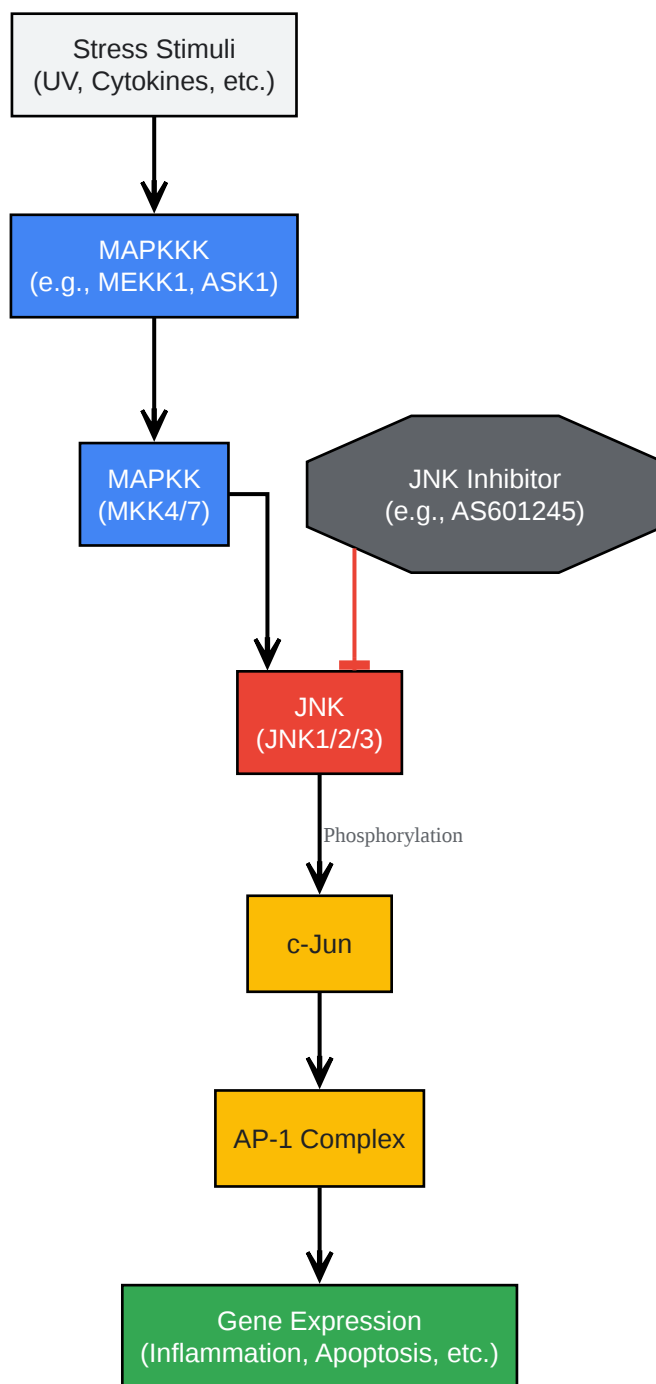 Stress Stimuli
(UV, Cytokines, etc.)
MAPKKK
(e.g., MEKK1, ASK1)
MAPKK
(MKK4/7)
JNK Inhibitor
(e.g., AS601245)
JNK
(JNK1/2/3)
Phosphorylation
c-Jun
AP-1 Complex
Gene Expression
(Inflammation, Apoptosis, etc.)